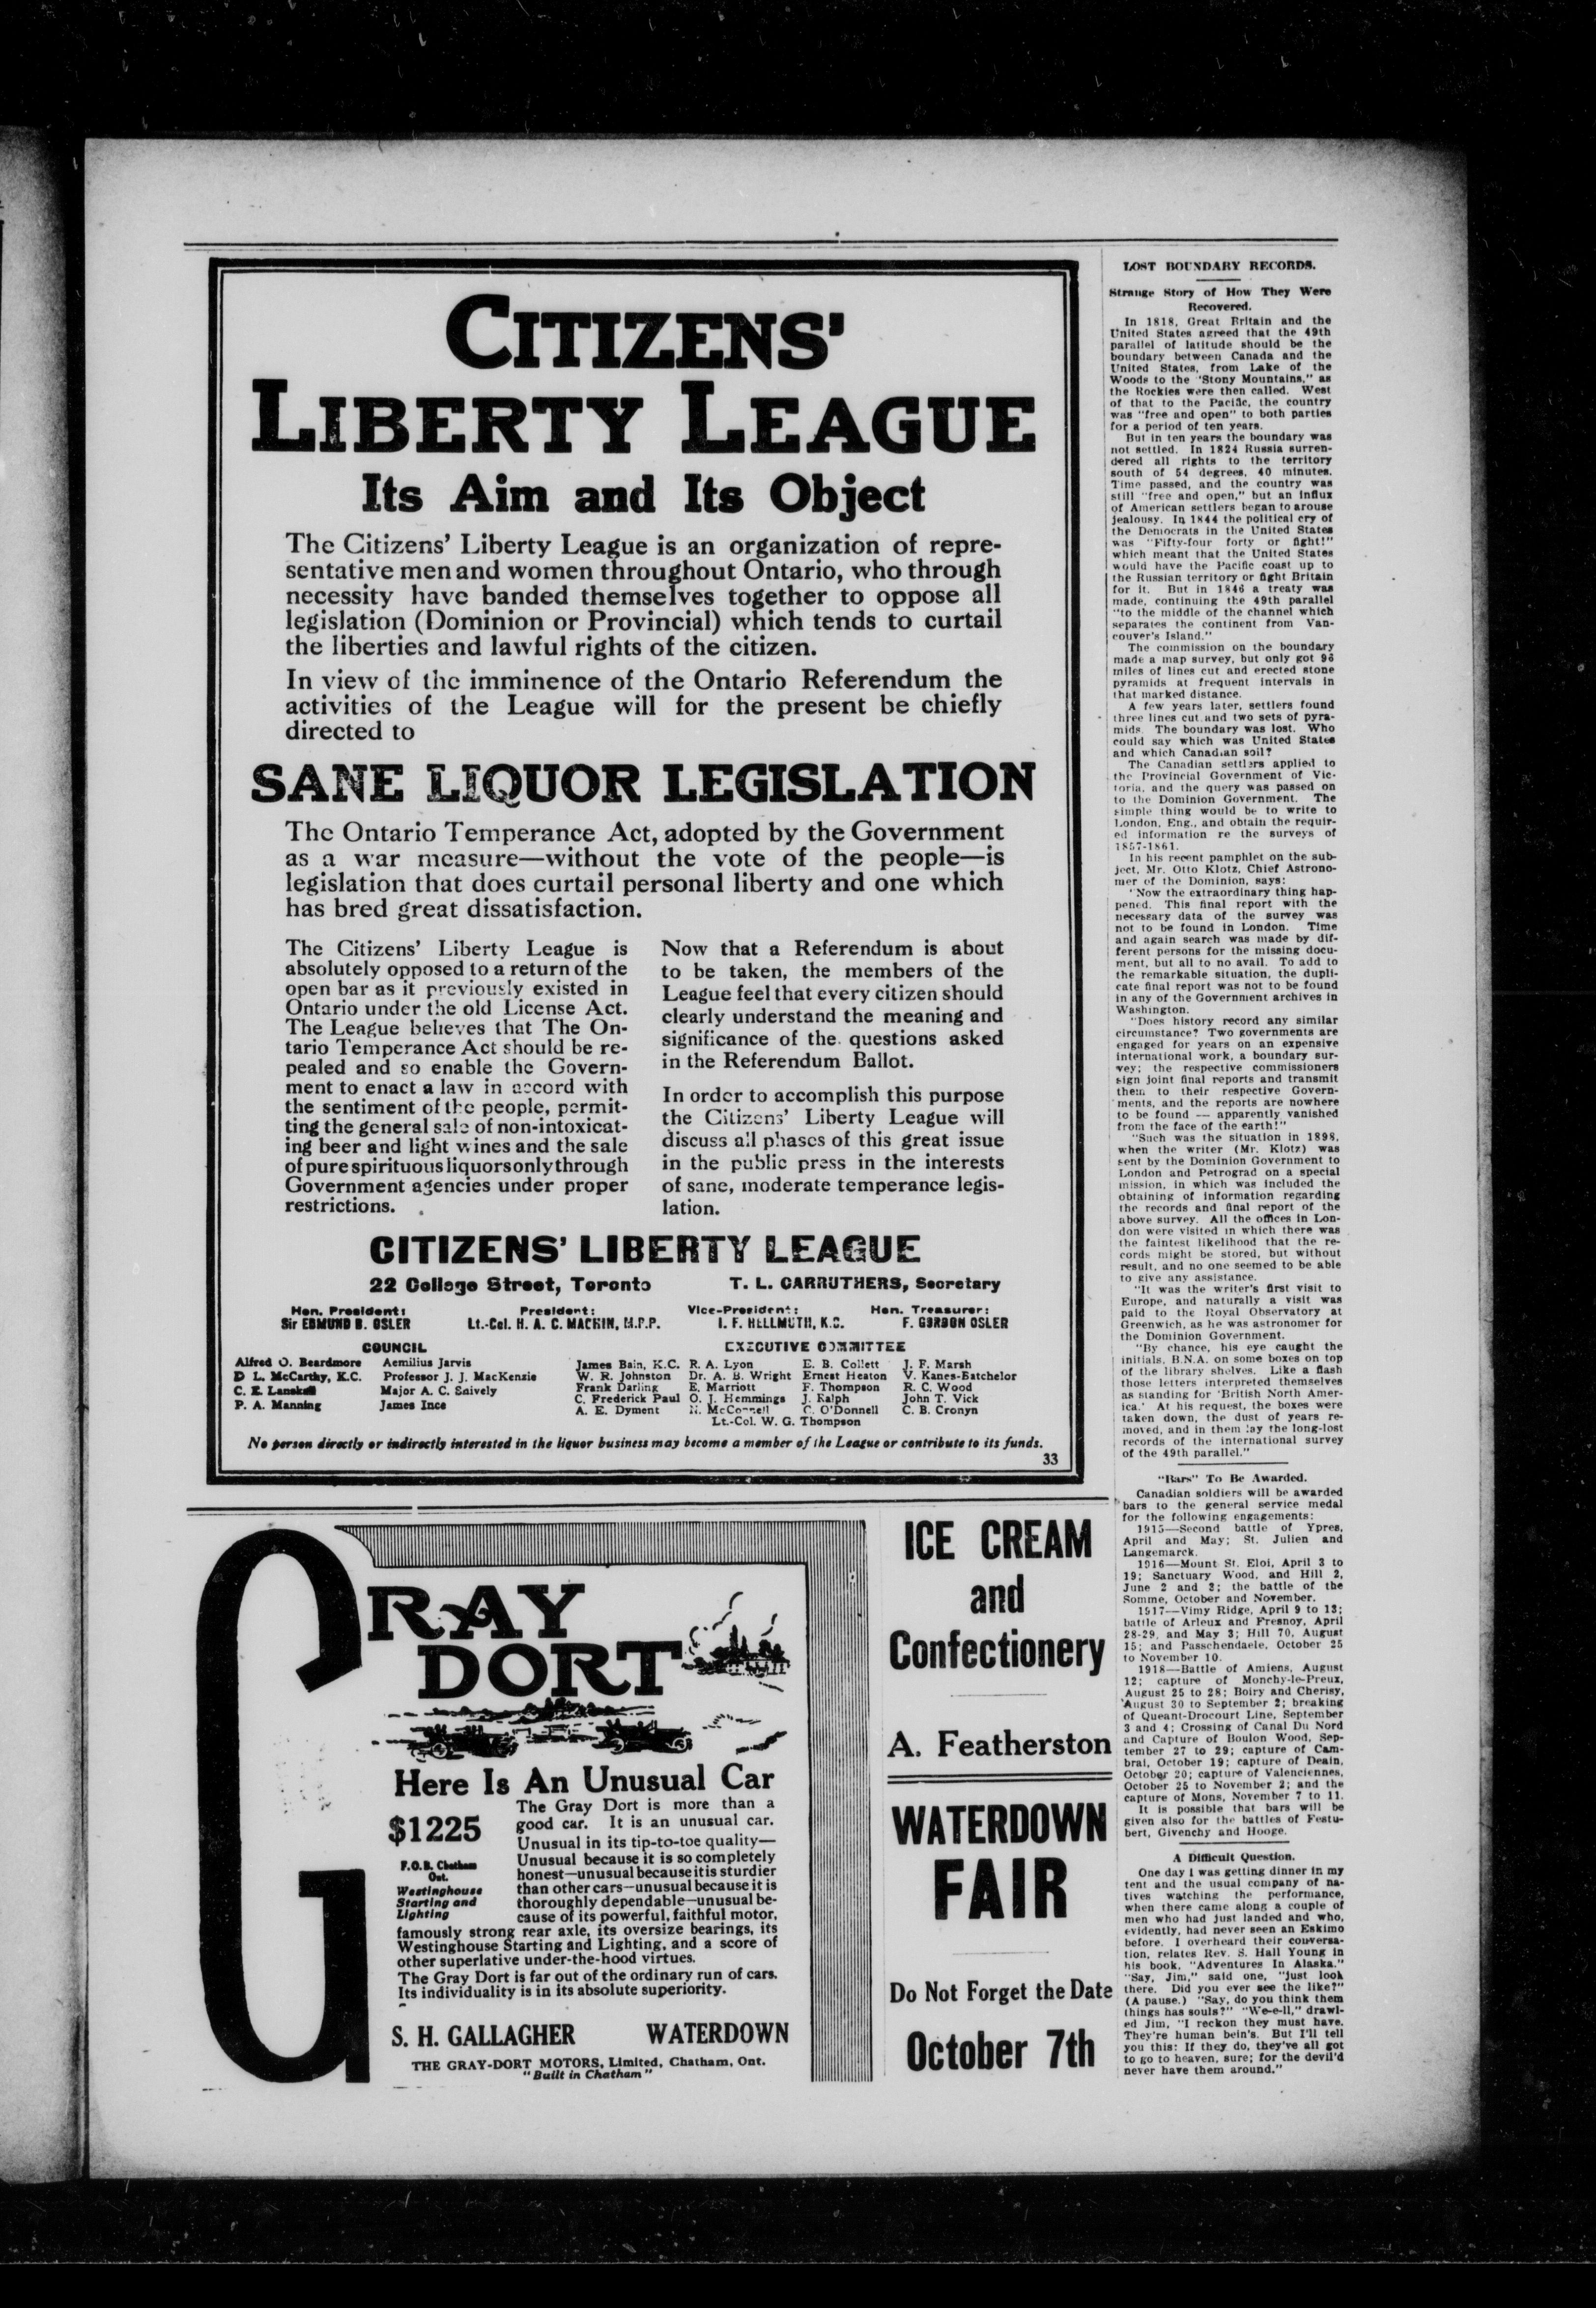 CITIZENS'
LIBERTY LEAGUE
Its Aim and Its Object
The Citizens' Liberty League is an organization of repre-
sentative men and women throughout Ontario, who through
necessity have banded themselves together to oppose all
legislation (Dominion or Provincial) which tends to curtail
the liberties and lawful rights of the citizen.
In view of the imminence of the Ontario Referendum the
activities of the League will for the present be chiefly
directed to
SANE LIQUOR LEGISLATION
The Ontario Temperance Act, adopted by the Government
as a war measure—without the vote of the people—is
legislation that does curtail personal liberty and one which
has bred great dissatisfaction.
The Citizens' Liberty League is
absolutely opposed to a return of the
open bar as it previously existed in
Ontario under the old License Act.
The League believes that The On-
tario Temperance Act should be re-
pealed and so enable the Govern-
ment to enact a law in accord with
the sentiment of the people, permit-
ting the general sale of non-intoxicat-
ing beer and light wines and the sale
of pure spirituous liquors only through
Government agencies under proper
restrictions.
Now that a Referendum is about
to be taken, the members of the
League feel that every citizen should
clearly understand the meaning and
significance of the questions asked
in the Referendum Ballot.
In order to accomplish this purpose
the Citizens' Liberty League will
discuss all phases of this great issue
in the public press in the interests
of sane, moderate temperance legis-
lation.
CITIZENS' LIBERTY LEAGUE
22 College Street, Toronto T. L. CARRUTHERS, Secretary
Hon. President: President: Vice-President: Hon. Treasurer:
Sir EDMUND B. OSLER Lt.-Col. H. A. C. MACHIN, M.P.P. I. F. HELLMUTH, K.C. F. GORDON OSLER
COUNCIL
Alfred O. Beardmore Aemilius Jarvis
D L. McCarthy, K.C. Professor J. J. MacKenzie
C. E. Lanskail Major A. C. Snively
P. A. Manning James Ince
EXECUTIVE COMMITTEE
James Bain, K.C. R. A. Lyon E. B. Collett J. F. Marsh
W. R. Johnston Dr. A. B. Wright Ernest Heaton V. Kanes-Batchelor
Frank Darling E. Marriott F. Thompson R. C. Wood
C. Frederick Paul O. J. Hemmings J. Ralph John T. Vick
A. E. Dyment N. McConnell C. O'Donnell C. B. Cronyn
Lt.-Col. W. G. Thompson
No person directly or indirectly interested in the liquor business may become a member of the League or contribute to its funds.
33
GRAY
DORT
Here Is An Unusual Car
$1225
F.O.B. Chatham
Ont.
Westinghouse
Starting and
Lighting
The Gray Dort is more than a
good car. It is an unusual car.
Unusual in its tip-to-toe quality—
Unusual because it is so completely
honest—unusual because it is sturdier
than other cars—unusual because it is
thoroughly dependable—unusual be-
cause of its powerful, faithful motor,
famously strong rear axle, its oversize bearings, its
Westinghouse Starting and Lighting, and a score of
other superlative under-the-hood virtues.
The Gray Dort is far out of the ordinary run of cars.
Its individuality is in its absolute superiority.
S. H. GALLAGHER WATERDOWN
THE GRAY-DORT MOTORS, Limited, Chatham, Ont.
"Built in Chatham"
ICE CREAM
and
Confectionery
A. Featherston
WATERDOWN
FAIR
Do Not Forget the Date
October 7th
LOST BOUNDARY RECORDS.
Strange Story of How They Were
Recovered.
In 1818, Great Britain and the
United States agreed that the 49th
parallel of latitude should be the
boundary between Canada and the
United States, from Lake of the
Woods to the 'Stony Mountains," as
the Rockies were then called. West
of that to the Pacific, the country
was "free and open" to both parties
for a period of ten years.
But in ten years the boundary was
not settled. In 1824 Russia surren-
dered all rights to the territory
south of 54 degrees, 40 minutes.
Time passed, and the country was
still "free and open," but an influx
of American settlers began to arouse
jealousy. In 1844 the political cry of
the Democrats in the United States
was "Fifty-four forty or fight!"
which meant that the United States
would have the Pacific coast up to
the Russian territory or fight Britain
for it. But in 1846 a treaty was
made, continuing the 49th parallel
"to the middle of the channel which
separates the continent from Van-
couver's Island."
The commission on the boundary
made a map survey, but only got 96
miles of lines cut and erected stone
pyramids at frequent intervals in
that marked distance.
A few years later, settlers found
three lines cut and two sets of pyra-
mids. The boundary was lost. Who
could say which was United States
and which Canadian soil?
The Canadian settlers applied to
the Provincial Government of Vic-
toria, and the query was passed on
to the Dominion Government. The
simple thing would be to write to
London, Eng., and obtain the requir-
ed information re the surveys of
1857-1861.
In his recent pamphlet on the sub-
ject, Mr. Otto Klotz, Chief Astrono-
mer of the Dominion, says:
'Now the extraordinary thing hap-
pened. This final report with the
necessary data of the survey was
not to be found in London. Time
and again search was made by dif-
ferent persons for the missing docu-
ment, but all to no avail. To add to
the remarkable situation, the dupli-
cate final report was not to be found
in any of the Government archives in
Washington.
"Does history record any similar
circumstance? Two governments are
engaged for years on an expensive
international work, a boundary sur-
vey; the respective commissioners
sign joint final reports and transmit
them to their respective Govern-
ments, and the reports are nowhere
to be found — apparently vanished
from the face of the earth!"
"Such was the situation in 1898,
when the writer (Mr. Klotz) was
sent by the Dominion Government to
London and Petrograd on a special
mission, in which was included the
obtaining of information regarding
the records and final report of the
above survey. All the offices in Lon-
don were visited in which there was
the faintest likelihood that the re-
cords might be stored, but without
result, and no one seemed to be able
to give any assistance.
"It was the writer's first visit to
Europe, and naturally a visit was
paid to the Royal Observatory at
Greenwich, as he was astronomer for
the Dominion Government.
"By chance, his eye caught the
initials, B.N.A. on some boxes on top
of the library shelves. Like a flash
those letters interpreted themselves
as standing for 'British North Amer-
ica.' At his request, the boxes were
taken down, the dust of years re-
moved, and in them lay the long-lost
records of the international survey
of the 49th parallel."
"Bars" To Be Awarded.
Canadian soldiers will be awarded
bars to the general service medal
for the following engagements:
1915—Second battle of Ypres,
April and May; St. Julien and
Langemarck.
1916—Mount St. Eloi, April 3 to
19; Sanctuary Wood, and Hill 2,
June 2 and 3; the battle of the
Somme, October and November.
1917—Vimy Ridge, April 9 to 13;
battle of Arleux and Fresnoy, April
28-29, and May 3; Hill 70, August
15; and Passchendaele, October 25
to November 10.
1918—Battle of Amiens, August
12; capture of Monchy-le-Preux,
August 25 to 28; Boiry and Cherisy,
August 30 to September 2; breaking
of Queant-Drocourt Line, September
3 and 4; Crossing of Canal Du Nord
and Capture of Boulon Wood, Sep-
tember 27 to 29; capture of Cam-
brai, October 19; capture of Deain,
October 20; capture of Valenciennes,
October 25 to November 2; and the
capture of Mons, November 7 to 11.
It is possible that bars will be
given also for the battles of Festu-
bert, Givenchy and Hooge.
A Difficult Question.
One day I was getting dinner in my
tent and the usual company of na-
tives watching the performance,
when there came along a couple of
men who had just landed and who,
evidently, had never seen an Eskimo
before. I overheard their conversa-
tion, relates Rev. S. Hall Young in
his book, "Adventures In Alaska."
"Say, Jim," said one, "just look
there. Did you ever see the like?"
(A pause.) "Say, do you think them
things has souls?" "We-e-ll," drawl-
ed Jim, "I reckon they must have.
They're human bein's. But I'll tell
you this: If they do, they've all got
to go to heaven, sure; for the devil'd
never have them around."